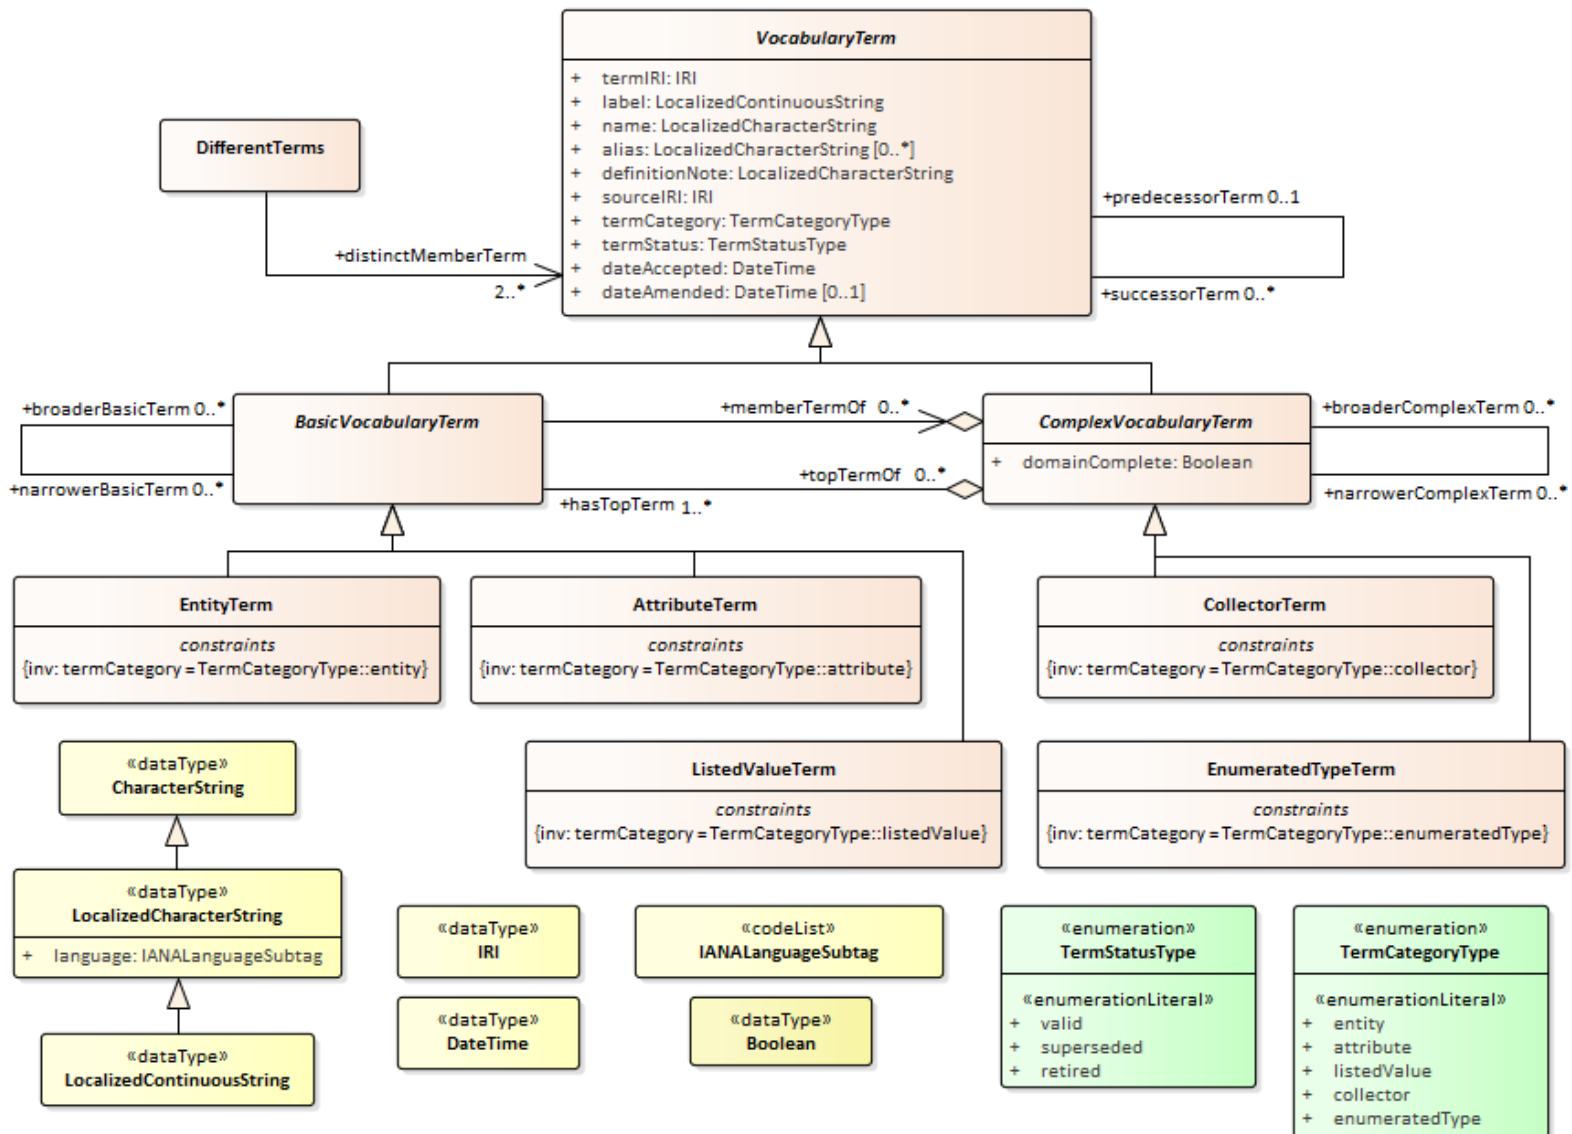 VocabularyTerm
+ termIRI: IRI
+ label: LocalizedContinuousString
+ name: LocalizedCharacterString
+ alias: LocalizedCharacterString [0..*]
+ definitionNote: LocalizedCharacterString
+ sourceIRI: IRI
+ termCategory: TermCategoryType
+ termStatus: TermStatusType
+ dateAccepted: DateTime
+ dateAmended: DateTime [0..1]
DifferentTerms
+distinctMemberTerm
2..*
+predecessorTerm 0..1
+successorTerm 0..*
+broaderBasicTerm 0..*
+narrowerBasicTerm 0..*
BasicVocabularyTerm
+memberTermOf 0..*
+topTermOf 0..*
+hasTopTerm 1..*
ComplexVocabularyTerm
+ domainComplete: Boolean
+broaderComplexTerm 0..*
+narrowerComplexTerm 0..*
EntityTerm
constraints
{inv: termCategory = TermCategoryType::entity}
AttributeTerm
constraints
{inv: termCategory = TermCategoryType::attribute}
CollectorTerm
constraints
{inv: termCategory = TermCategoryType::collector}
«dataType»
CharacterString
ListedValueTerm
constraints
{inv: termCategory = TermCategoryType::listedValue}
EnumeratedTypeTerm
constraints
{inv: termCategory = TermCategoryType::enumeratedType}
«dataType»
LocalizedCharacterString
+ language: IANALanguageSubtag
«dataType»
LocalizedContinuousString
«dataType»
IRI
«dataType»
DateTime
«codeList»
IANALanguageSubtag
«dataType»
Boolean
«enumeration»
TermStatusType
«enumerationLiteral»
+ valid
+ superseded
+ retired
«enumeration»
TermCategoryType
«enumerationLiteral»
+ entity
+ attribute
+ listedValue
+ collector
+ enumeratedType